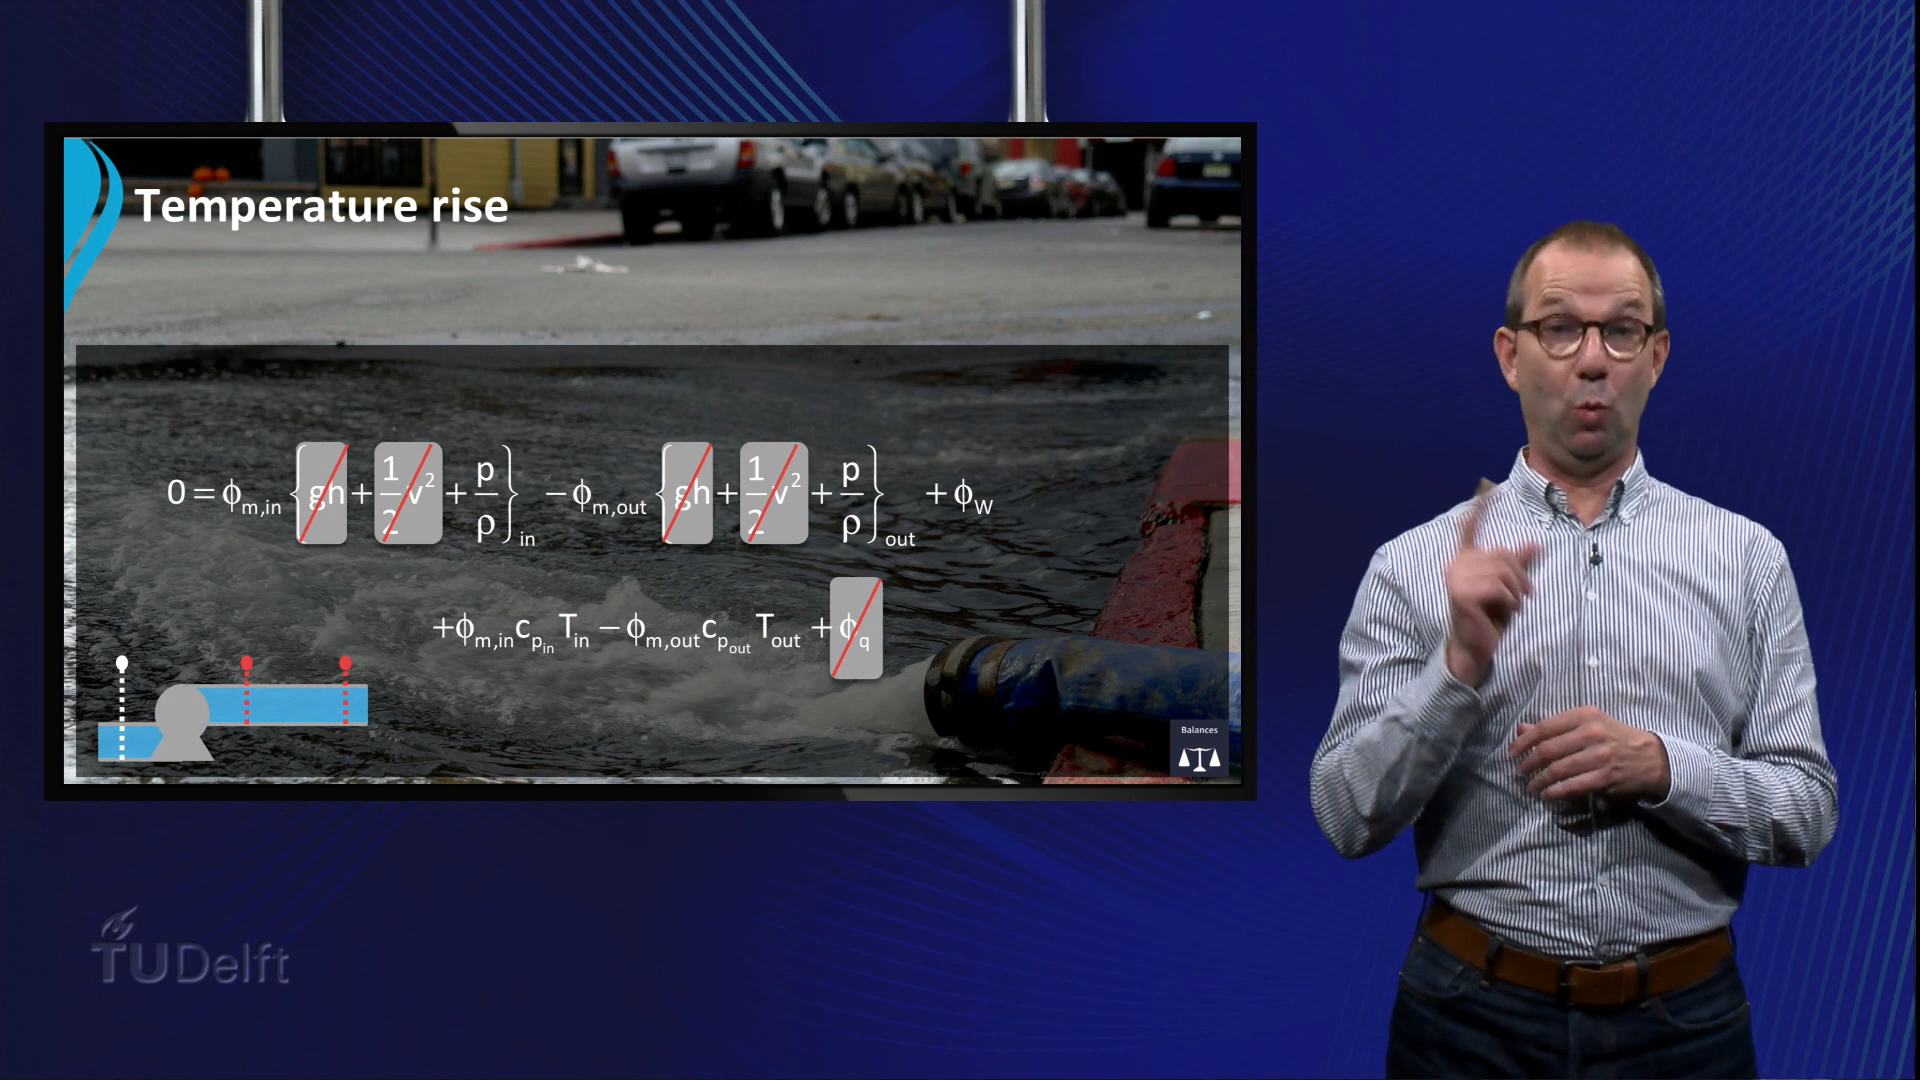 Temperature rise
0 = ϕm,in {gh + 1/2 v² + p/ρ}in − ϕm,out {gh + 1/2 v² + p/ρ}out + ϕW
+ϕm,in cpin Tin − ϕm,out cpout Tout + ϕq
Balances
TUDelft